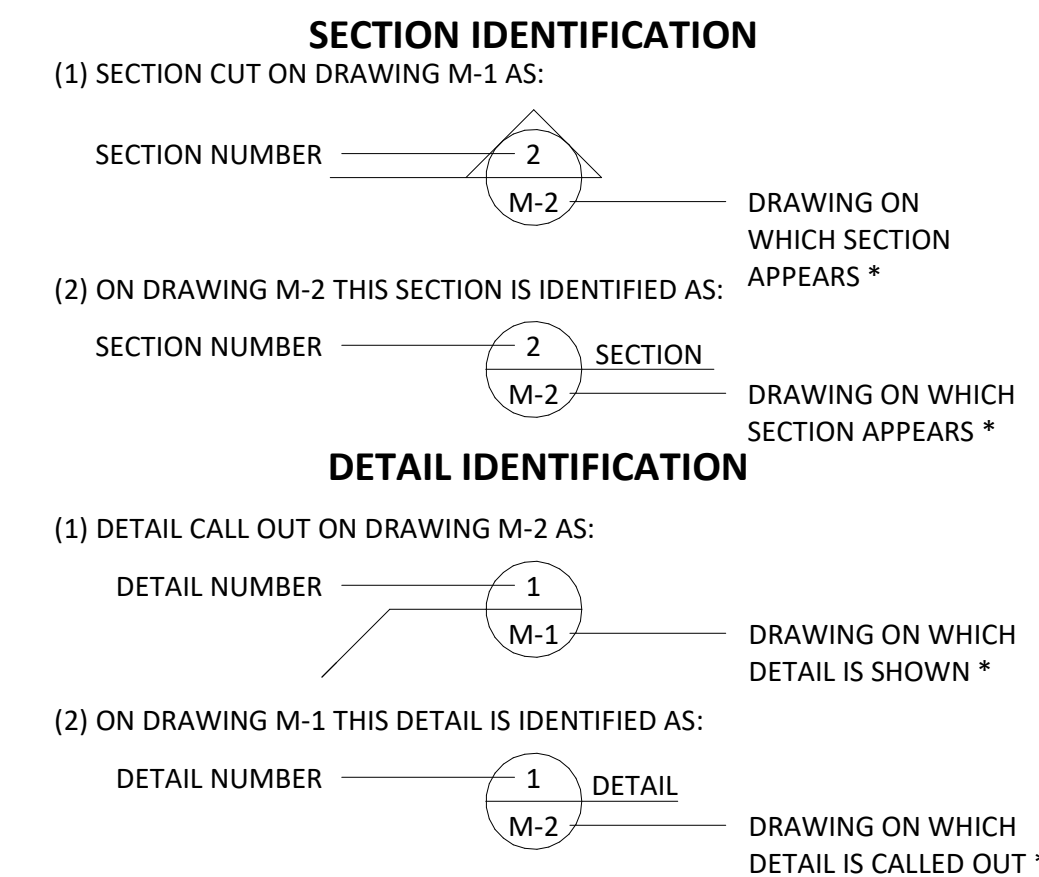 SECTION IDENTIFICATION
(1) SECTION CUT ON DRAWING M-1 AS:
SECTION NUMBER
2
M-2
DRAWING ON
WHICH SECTION
APPEARS *
(2) ON DRAWING M-2 THIS SECTION IS IDENTIFIED AS:
SECTION NUMBER
2
SECTION
M-2
DRAWING ON WHICH
SECTION APPEARS *
DETAIL IDENTIFICATION
(1) DETAIL CALL OUT ON DRAWING M-2 AS:
DETAIL NUMBER
1
M-1
DRAWING ON WHICH
DETAIL IS SHOWN *
(2) ON DRAWING M-1 THIS DETAIL IS IDENTIFIED AS:
DETAIL NUMBER
1
DETAIL
M-2
DRAWING ON WHICH
DETAIL IS CALLED OUT *